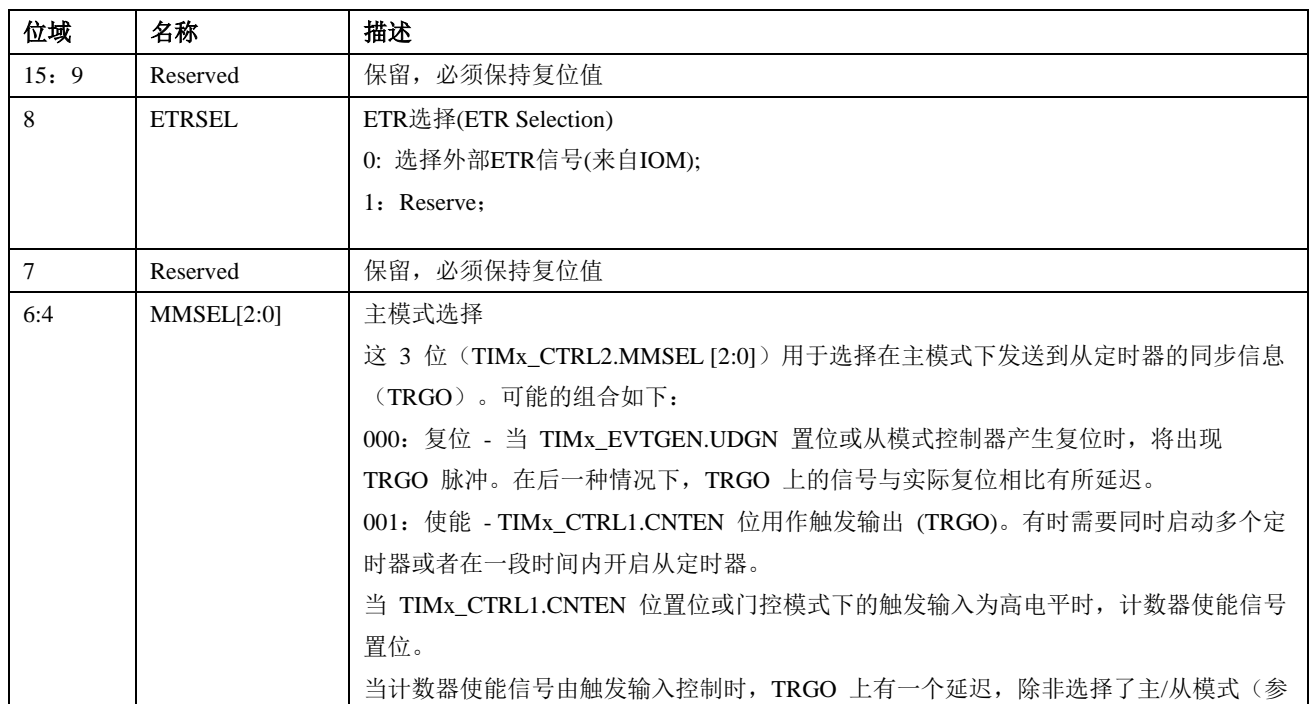 位域 名称 描述
15：9 Reserved 保留，必须保持复位值
8 ETRSEL ETR选择(ETR Selection)
0: 选择外部ETR信号(来自IOM);
1：Reserve；
7 Reserved 保留，必须保持复位值
6:4 MMSEL[2:0] 主模式选择
这 3 位（TIMx_CTRL2.MMSEL [2:0]）用于选择在主模式下发送到从定时器的同步信息
（TRGO）。可能的组合如下：
000：复位 - 当 TIMx_EVTGEN.UDGN 置位或从模式控制器产生复位时，将出现
TRGO 脉冲。在后一种情况下，TRGO 上的信号与实际复位相比有所延迟。
001：使能 - TIMx_CTRL1.CNTEN 位用作触发输出 (TRGO)。有时需要同时启动多个定
时器或者在一段时间内开启从定时器。
当 TIMx_CTRL1.CNTEN 位置位或门控模式下的触发输入为高电平时，计数器使能信号
置位。
当计数器使能信号由触发输入控制时，TRGO 上有一个延迟，除非选择了主/从模式（参